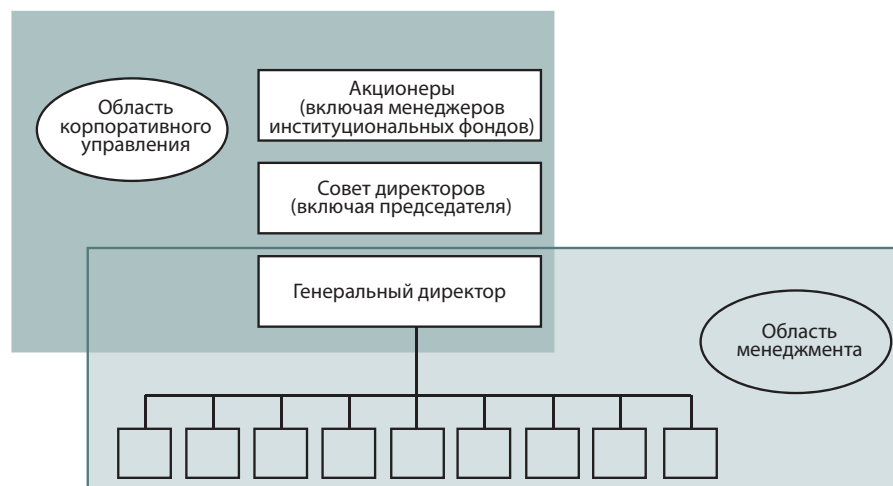 Область
корпоративного
управления
Акционеры
(включая менеджеров
институциональных фондов)
Совет директоров
(включая председателя)
Генеральный директор
Область
менеджмента